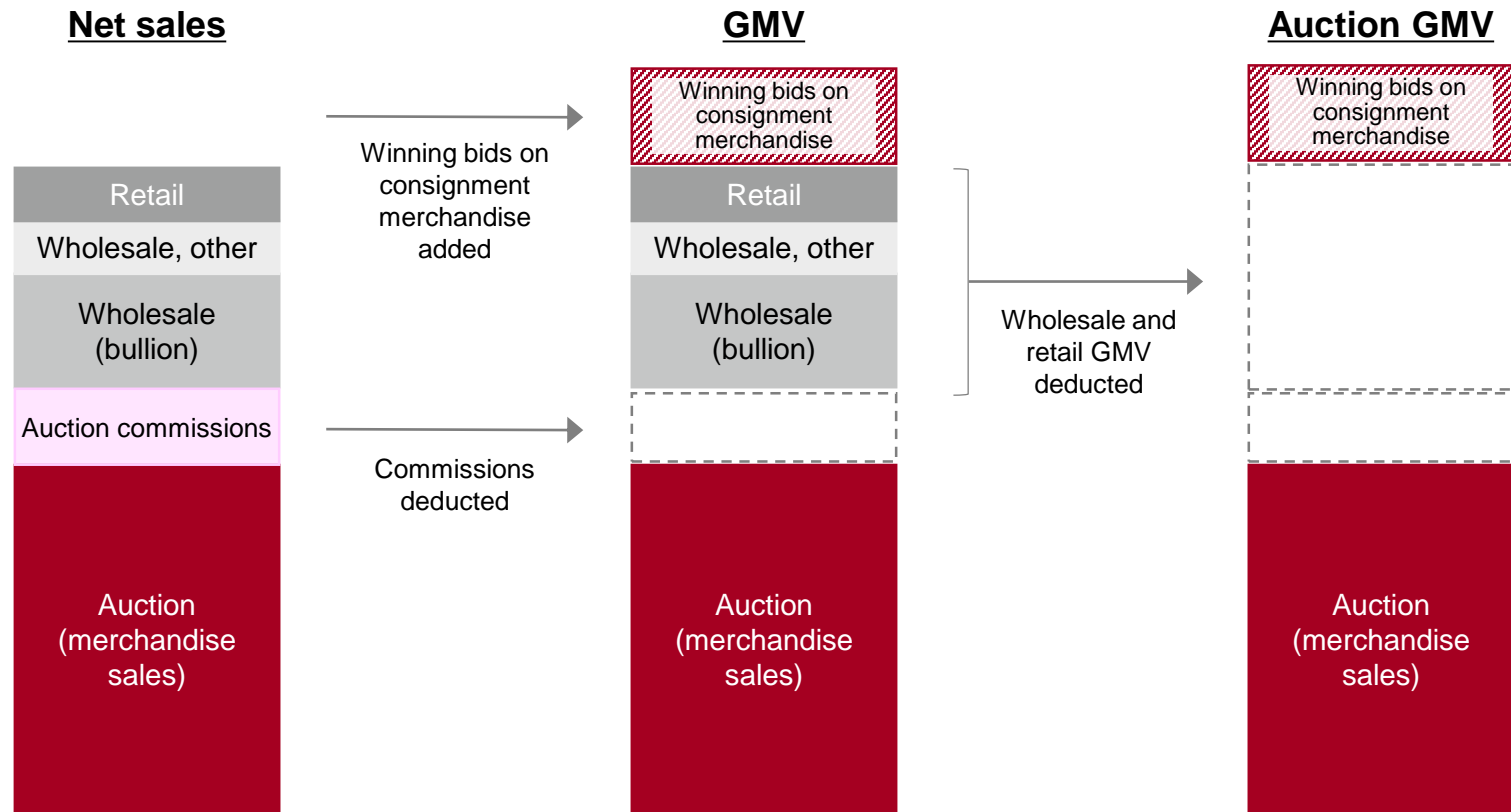 Net sales
GMV
Auction GMV
Winning bids on
consignment
merchandise
added
Retail
Wholesale, other
Wholesale
(bullion)
Auction commissions
Auction
(merchandise
sales)
Commissions
deducted
Winning bids on
consignment
merchandise
Retail
Wholesale, other
Wholesale
(bullion)
Auction
(merchandise
sales)
Wholesale and
retail GMV
deducted
Winning bids on
consignment
merchandise
Auction
(merchandise
sales)